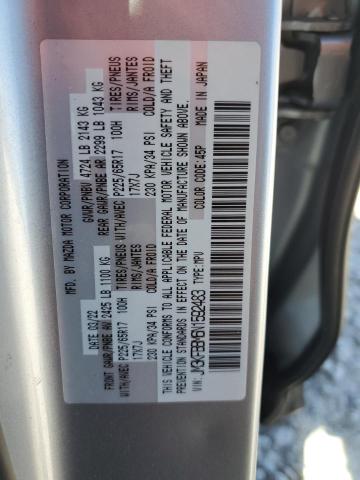 MFD BY MAZDA MOTOR CORPORATION
DATE: 03/22 GVWR/PNBV 4724 LB 2143 KG
FRONT GAWR/PNBE AV 2425 LB 1100 KG REAR GAWR/PNBE AR 2299 LB 1043 KG
TIRES/PNEUS TIRES/PNEUS
WITH/AVEC P225/65R17 100H WITH/AVEC P225/65R17 100H
RIMS/JANTES RIMS/JANTES
17X7J 17X7J
COLD/A FROID COLD/A FROID
230 KPA/34 PSI 230 KPA/34 PSI
THIS VEHICLE CONFORMS TO ALL APPLICABLE FEDERAL MOTOR VEHICLE SAFETY AND THEFT
PREVENTION STANDARDS IN EFFECT ON THE DATE OF MANUFACTURE SHOWN ABOVE.
VIN: TYPE: MPV COLOR CODE: 45P MADE IN JAPAN